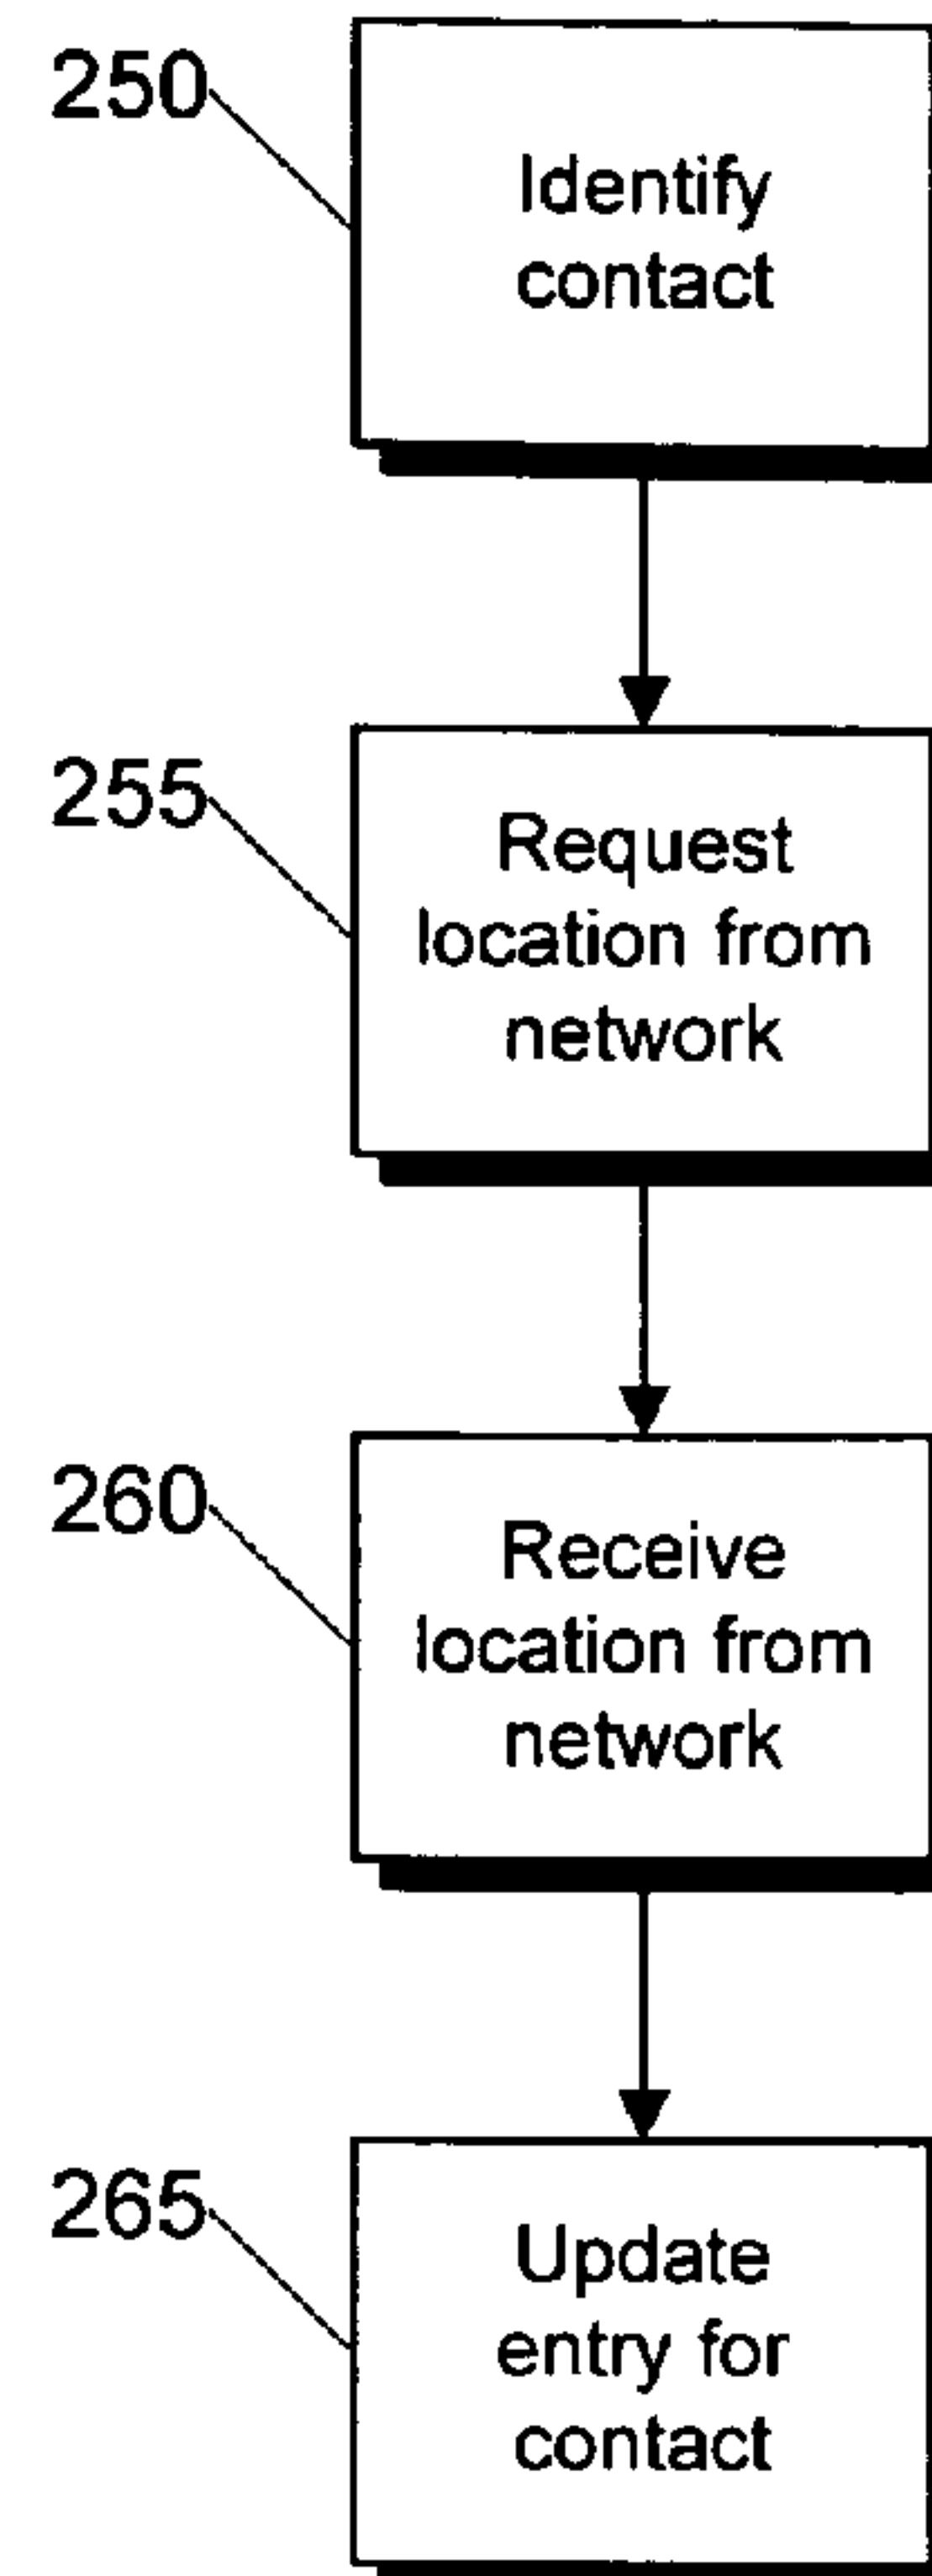 250
Identify
contact
255
Request
location from
network
260
Receive
location from
network
265
Update
entry for
contact